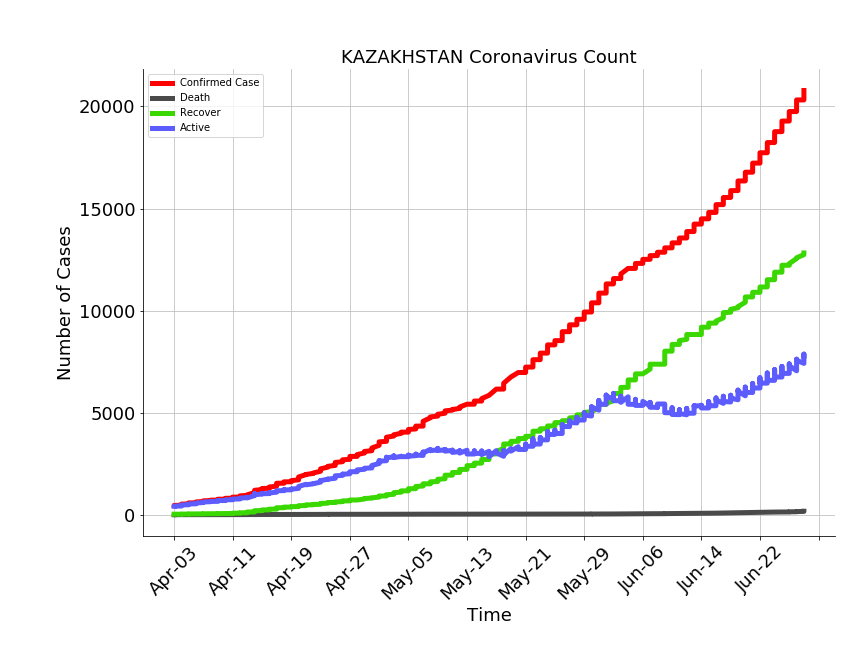 KAZAKHSTAN Coronavirus Count
Confirmed Case
Death
Recover
Active
Number of Cases
20000
15000
10000
5000
0
Apr-03
Apr-11
Apr-19
Apr-27
May-05
May-13
May-21
May-29
Jun-06
Jun-14
Jun-22
Time